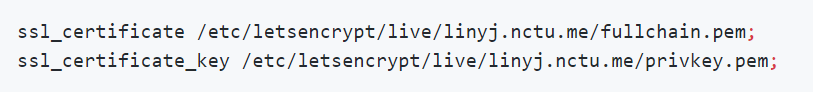 ssl_certificate /etc/letsencrypt/live/linyj.nctu.me/fullchain.pem;
ssl_certificate_key /etc/letsencrypt/live/linyj.nctu.me/privkey.pem;